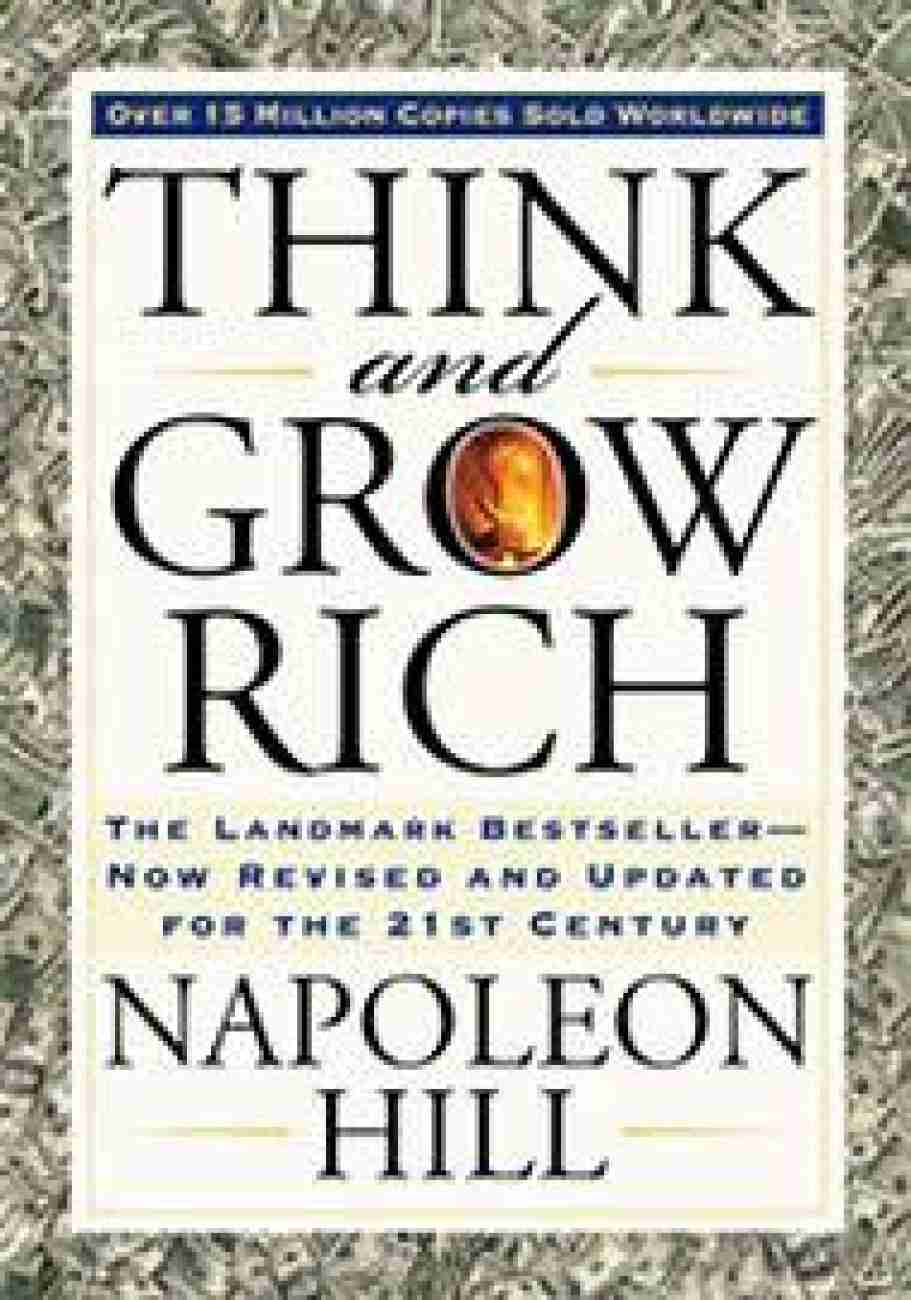 OVER 15 MILLION COPIES SOLD WORLDWIDE
THINK
and
GROW
RICH
THE LANDMARK BESTSELLER—
NOW REVISED AND UPDATED
FOR THE 21ST CENTURY
NAPOLEON
HILL